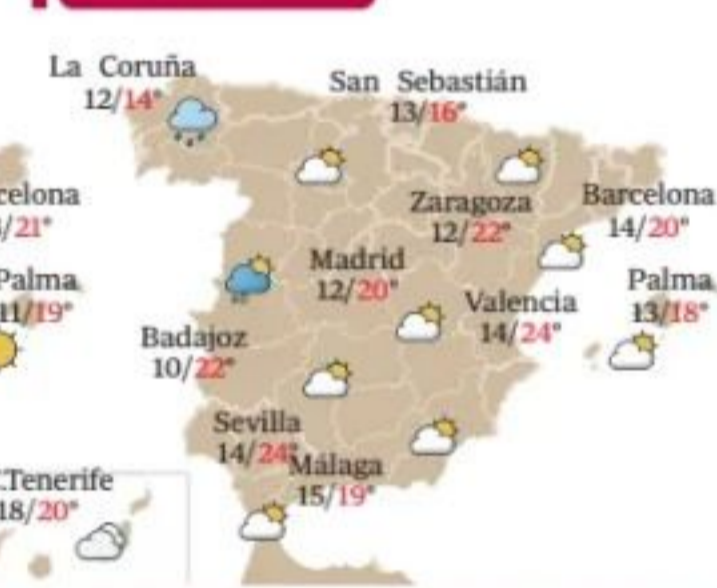 La Coruña
12/14°
San Sebastián
13/16°
celona
/21°
Zaragoza
12/22°
Barcelona
14/20°
Palma
11/19°
Madrid
12/20°
Valencia
14/24°
Palma
13/18°
Badajoz
10/22°
Sevilla
14/24°
Málaga
15/19°
.Tenerife
18/20°